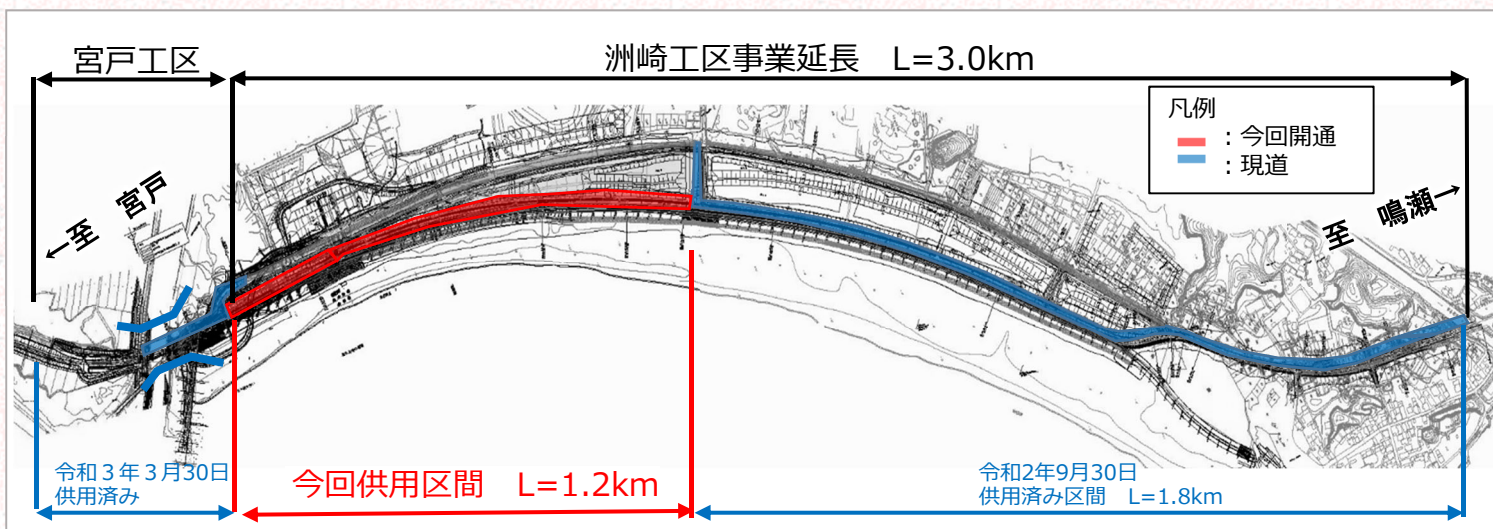 宮戸工区
洲崎工区事業延長　L=3.0km
凡例
：今回開通
：現道
←至　宮戸
至　鳴瀬→
令和３年３月30日
供用済み
今回供用区間　L=1.2km
令和2年9月30日
供用済み区間　L=1.8km